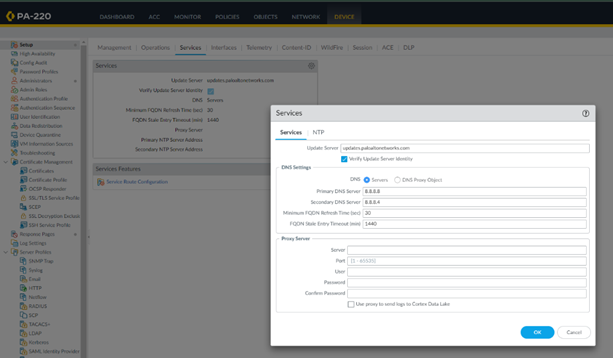 PA-220
DASHBOARD ACC MONITOR POLICIES OBJECTS NETWORK DEVICE
Setup
High Availability
Config Audit
Password Profiles
Administrators
Admin Roles
Authentication Profile
Authentication Sequence
User Identification
Data Redistribution
Device Quarantine
VM Information Sources
Troubleshooting
Certificate Management
Certificates
Certificate Profile
OCSP Responder
SSL/TLS Service Profile
SCEP
SSL Decryption Exclusio
SSH Service Profile
Response Pages
Log Settings
Server Profiles
SNMP Trap
Syslog
Email
HTTP
Netflow
RADIUS
SCP
TACACS+
LDAP
Kerberos
SAML Identity Provider
Management Operations Services Interfaces Telemetry Content-ID WildFire Session ACE DLP
Services
Update Server updates.paloaltonetworks.com
Verify Update Server Identity
DNS Servers
Minimum FQDN Refresh Time (sec) 30
FQDN Stale Entry Timeout (min) 1440
Proxy Server
Primary NTP Server Address
Secondary NTP Server Address
Services Features
Service Route Configuration
Services
Services NTP
Update Server updates.paloaltonetworks.com
Verify Update Server Identity
DNS Settings
DNS Servers DNS Proxy Object
Primary DNS Server 8.8.8.8
Secondary DNS Server 8.8.8.4
Minimum FQDN Refresh Time (sec) 30
FQDN Stale Entry Timeout (min) 1440
Proxy Server
Server
Port [1 - 65535]
User
Password
Confirm Password
Use proxy to send logs to Cortex Data Lake
OK Cancel